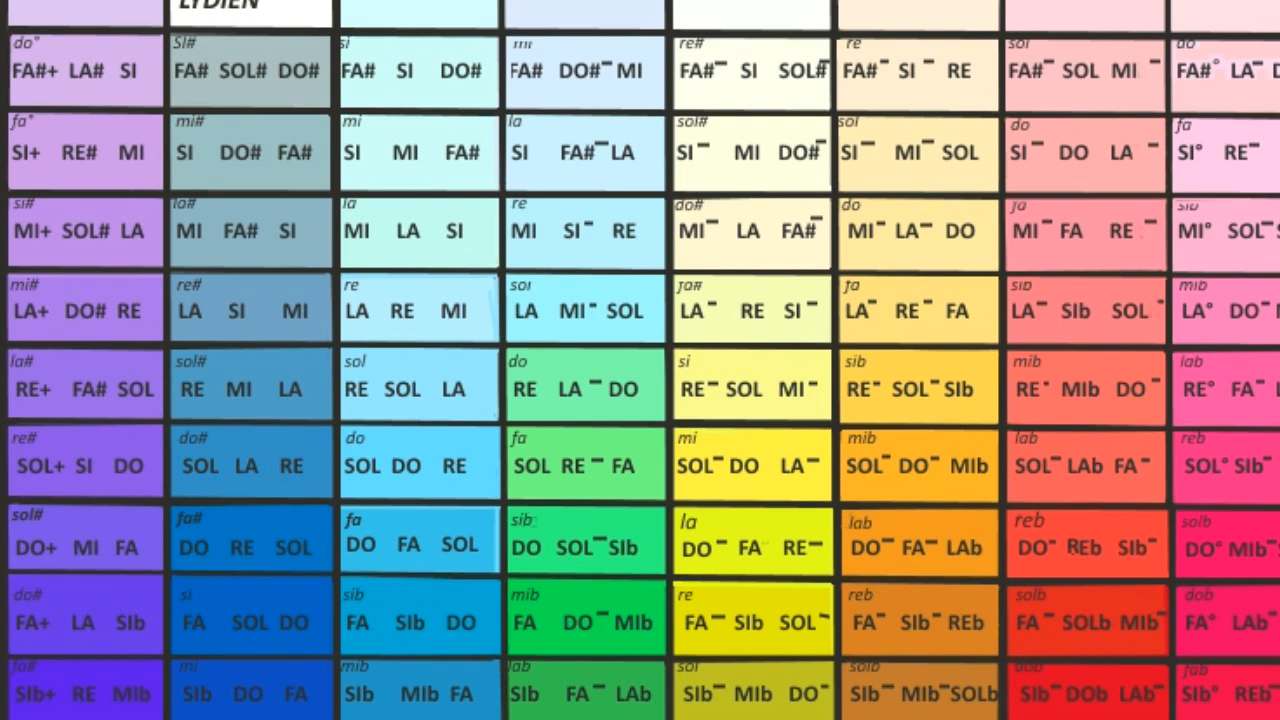 LYDIEN
do° SI# si mi re# re sol do
FA#+ LA# SI FA# SOL# DO# FA# SI DO# FA# DO#⁻ MI FA#⁻ SI SOL# FA#⁻ SI⁻ RE FA#⁻ SOL MI⁻ FA#° LA⁻
fa° mi# mi la sol# sol do fa
SI+ RE# MI SI DO# FA# SI MI FA# SI FA#⁻ LA SI⁻ MI DO#⁻ SI⁻ MI⁻ SOL SI⁻ DO LA⁻ SI° RE⁻
si# la# la re do# do fa sib
MI+ SOL# LA MI FA# SI MI LA SI MI SI⁻ RE MI⁻ LA FA#⁻ MI⁻ LA⁻ DO MI⁻ FA RE⁻ MI° SOL⁻
mi# re# re sol fa# fa sib mib
LA+ DO# RE LA SI MI LA RE MI LA MI⁻ SOL LA⁻ RE SI⁻ LA⁻ RE⁻ FA LA⁻ SIb SOL⁻ LA° DO⁻
la# sol# sol do si sib mib lab
RE+ FA# SOL RE MI LA RE SOL LA RE LA⁻ DO RE⁻ SOL MI⁻ RE⁻ SOL⁻ SIb RE⁻ MIb DO⁻ RE° FA⁻
re# do# do fa mi mib lab reb
SOL+ SI DO SOL LA RE SOL DO RE SOL RE⁻ FA SOL⁻ DO LA⁻ SOL⁻ DO⁻ MIb SOL⁻ LAb FA⁻ SOL° SIb⁻
sol# fa# fa sib la lab reb solb
DO+ MI FA DO RE SOL DO FA SOL DO SOL⁻ SIb DO⁻ FA RE⁻ DO⁻ FA⁻ LAb DO⁻ REb SIb⁻ DO° MIb⁻
do# si sib mib re reb solb dob
FA+ LA SIb FA SOL DO FA SIb DO FA DO⁻ MIb FA⁻ SIb SOL⁻ FA⁻ SIb⁻ REb FA⁻ SOLb MIb⁻ FA° LAb⁻
fa# mi mib lab sol solb dob fab
SIb+ RE MIb SIb DO FA SIb MIb FA SIb FA⁻ LAb SIb⁻ MIb DO⁻ SIb⁻ MIb⁻ SOLb SIb⁻ DOb LAb⁻ SIb° REb⁻